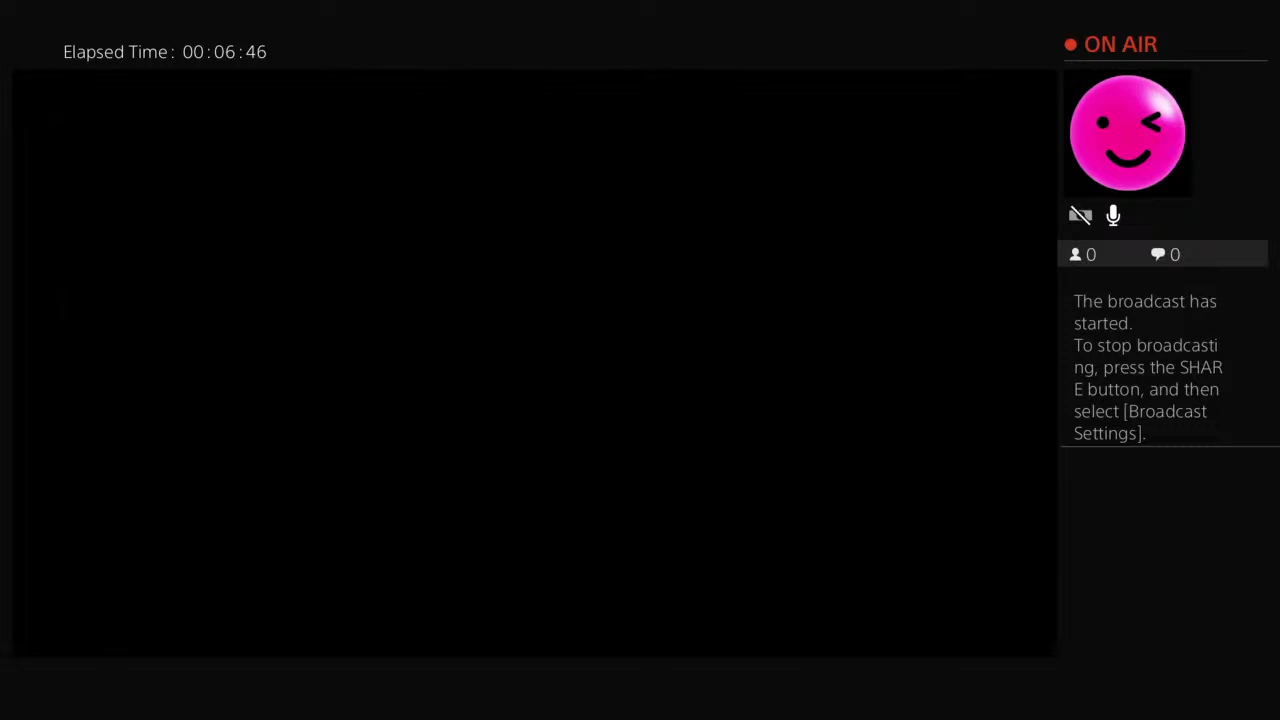 Elapsed Time: 00:06:46
ON AIR
0 0
The broadcast has
started.
To stop broadcasti
ng, press the SHAR
E button, and then
select [Broadcast
Settings].